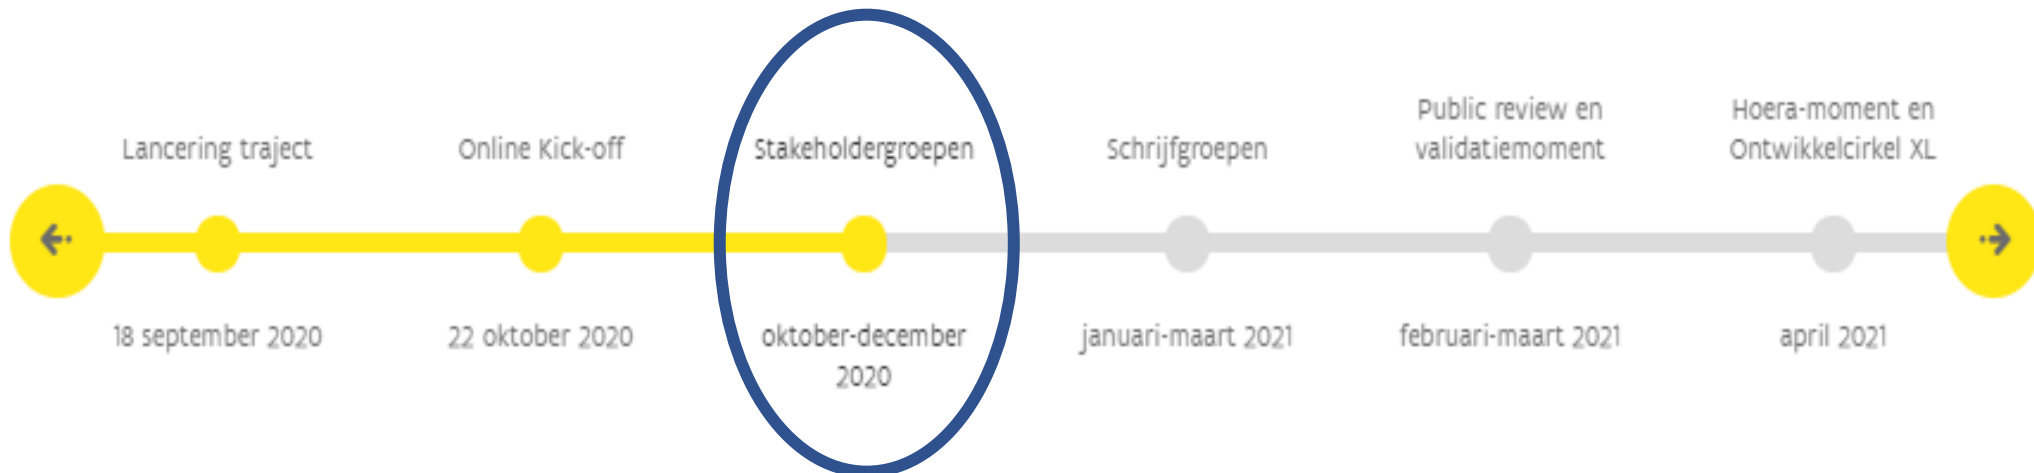 Lancering traject
18 september 2020
Online Kick-off
22 oktober 2020
Stakeholdergroepen
oktober-december
2020
Schrijfgroepen
januari-maart 2021
Public review en
validatiemoment
februari-maart 2021
Hoera-moment en
Ontwikkelcirkel XL
april 2021